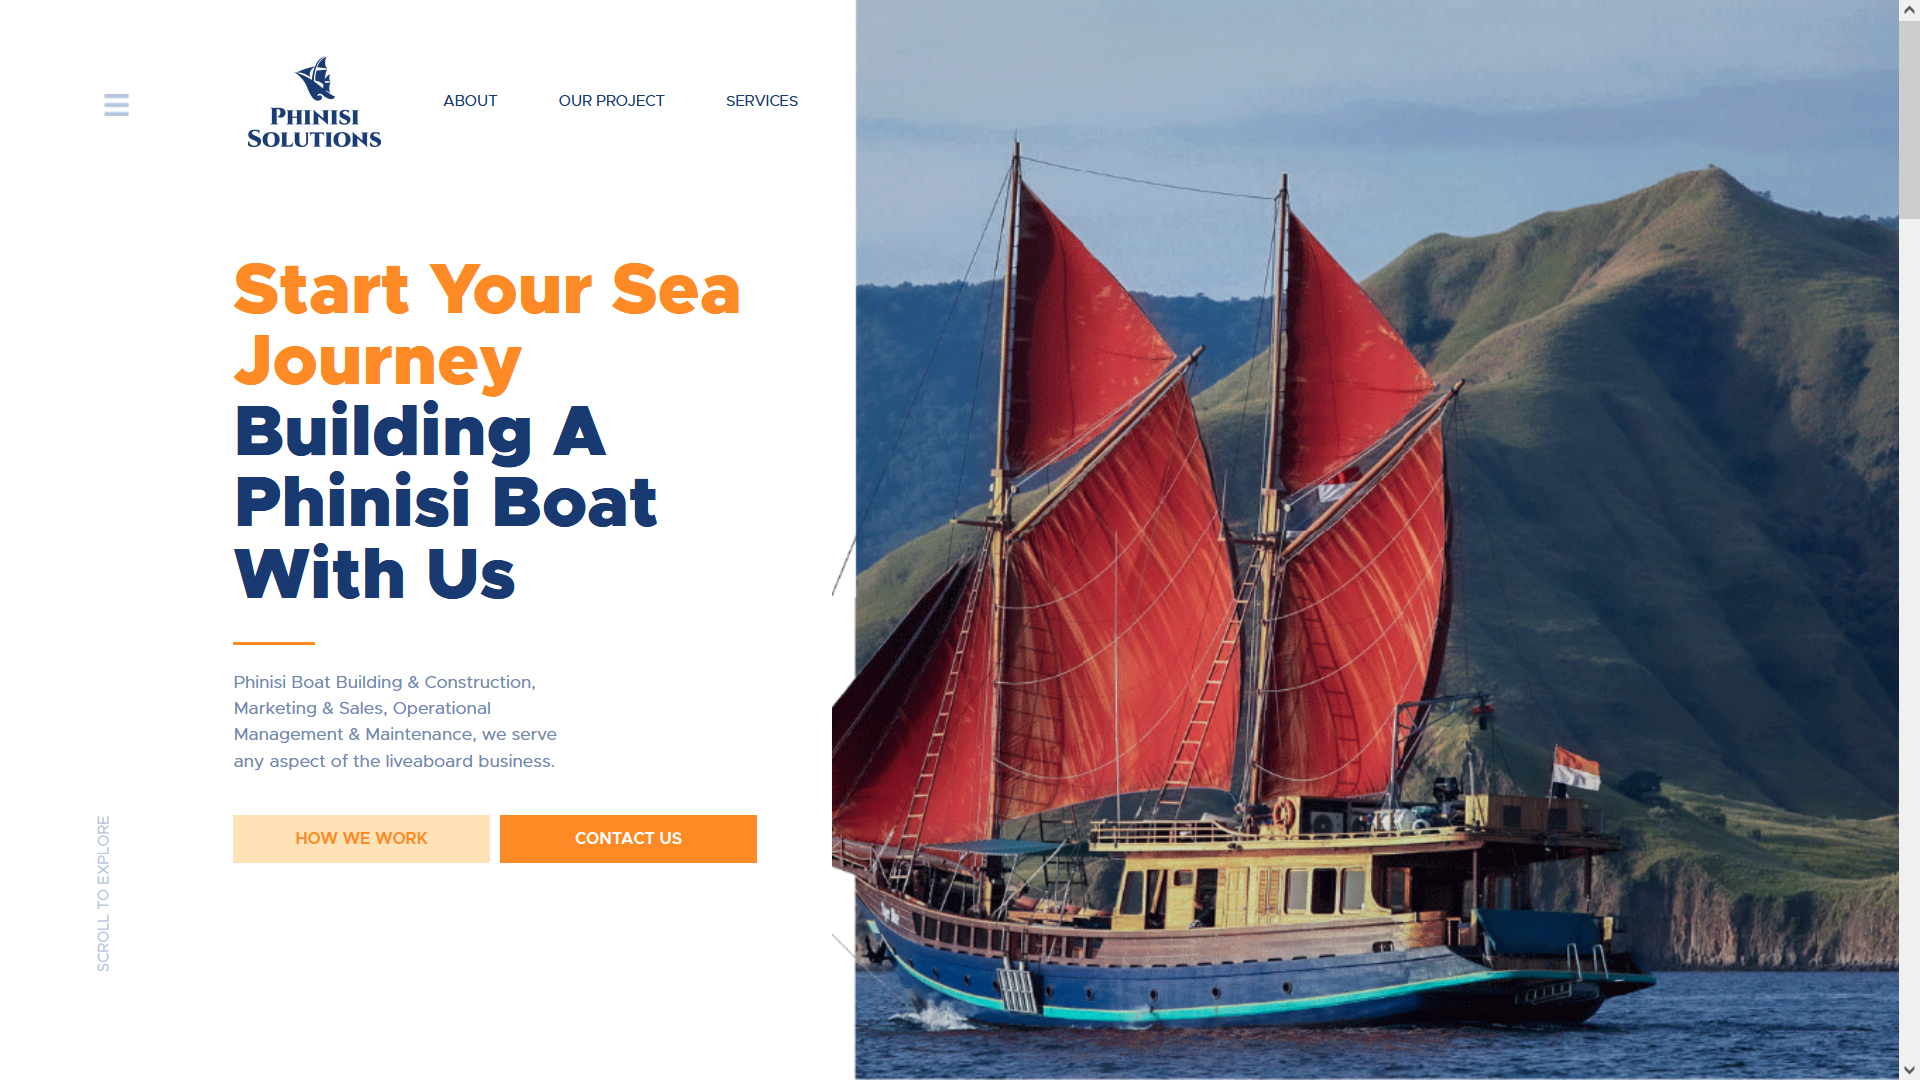 PHINISI
SOLUTIONS
ABOUT
OUR PROJECT
SERVICES
Start Your Sea
Journey
Building A
Phinisi Boat
With Us
Phinisi Boat Building & Construction,
Marketing & Sales, Operational
Management & Maintenance, we serve
any aspect of the liveaboard business.
HOW WE WORK
CONTACT US
SCROLL TO EXPLORE